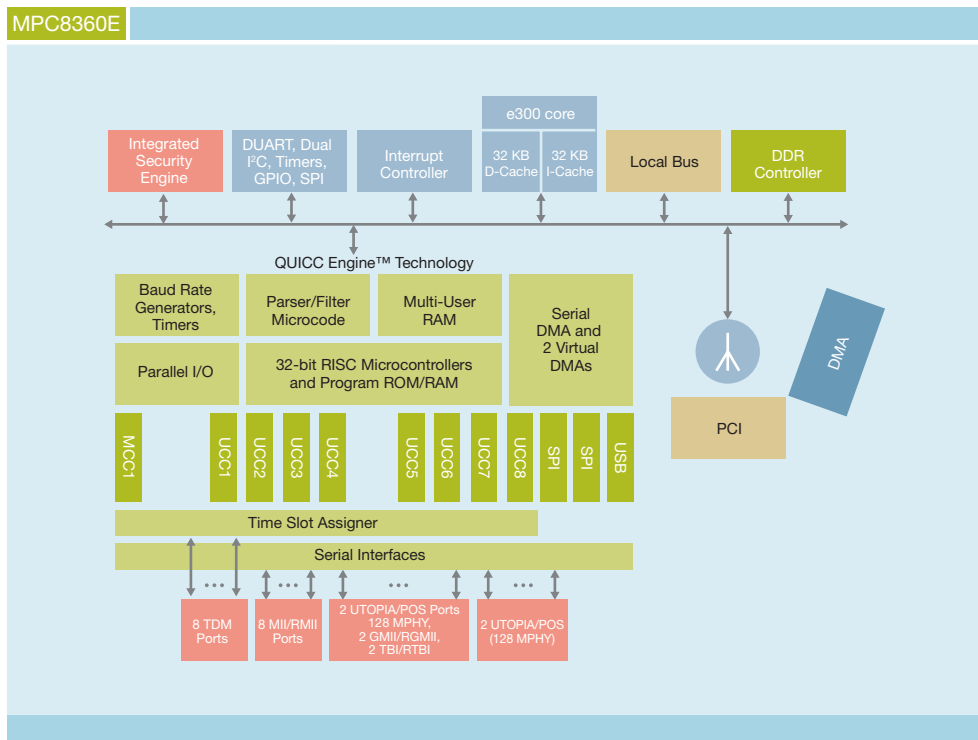 MPC8360E
e300 core
Integrated
Security
Engine
DUART, Dual
I²C, Timers,
GPIO, SPI
Interrupt
Controller
32 KB
D-Cache
32 KB
I-Cache
Local Bus
DDR
Controller
QUICC Engine™ Technology
Baud Rate
Generators,
Timers
Parser/Filter
Microcode
Multi-User
RAM
Serial
DMA and
2 Virtual
DMAs
Parallel I/O
32-bit RISC Microcontrollers
and Program ROM/RAM
DMA
PCI
MCC1
UCC1
UCC2
UCC3
UCC4
UCC5
UCC6
UCC7
UCC8
SPI
SPI
USB
Time Slot Assigner
Serial Interfaces
...
...
...
...
8 TDM
Ports
8 MII/RMII
Ports
2 UTOPIA/POS Ports
128 MPHY,
2 GMII/RGMII,
2 TBI/RTBI
2 UTOPIA/POS
(128 MPHY)